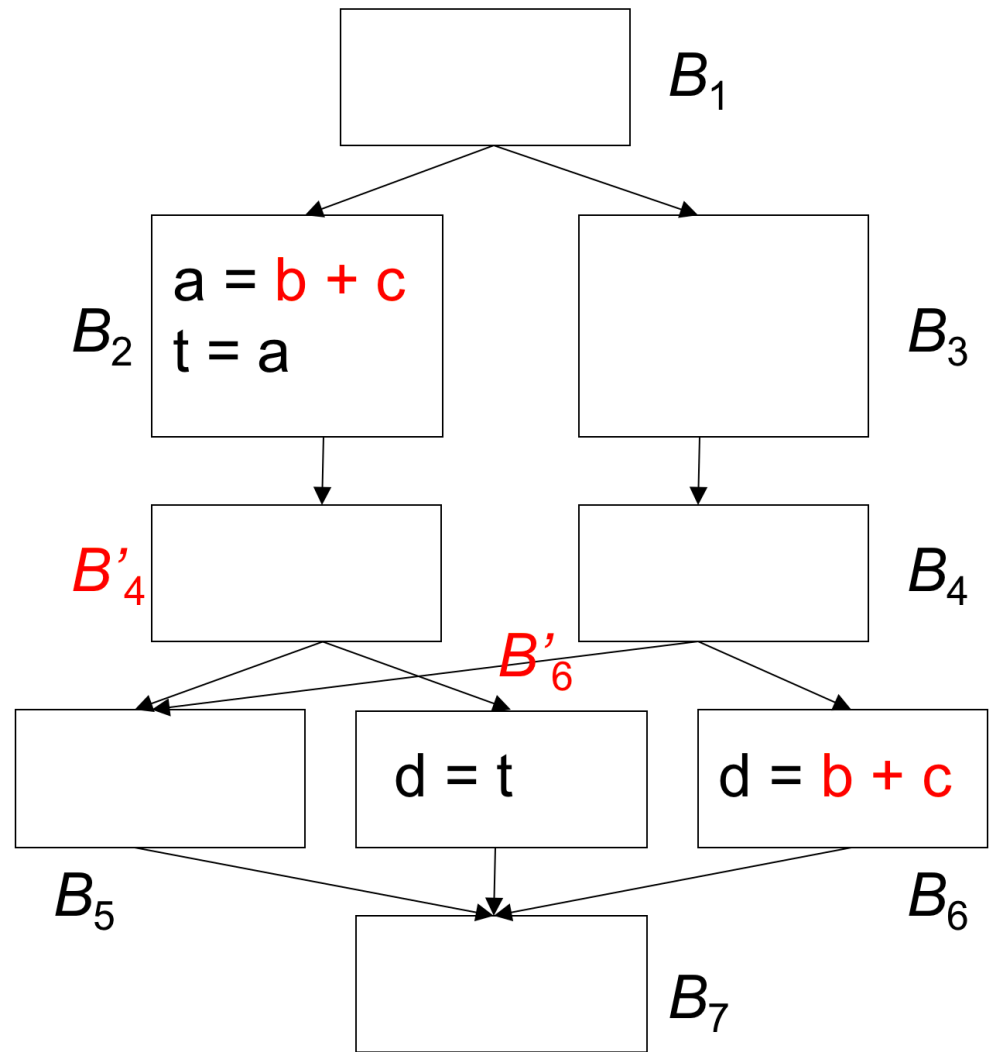 B₁
a = b + c
B₂
t = a
B₃
B'₄
B₄
B'₆
d = t
d = b + c
B₅
B₆
B₇